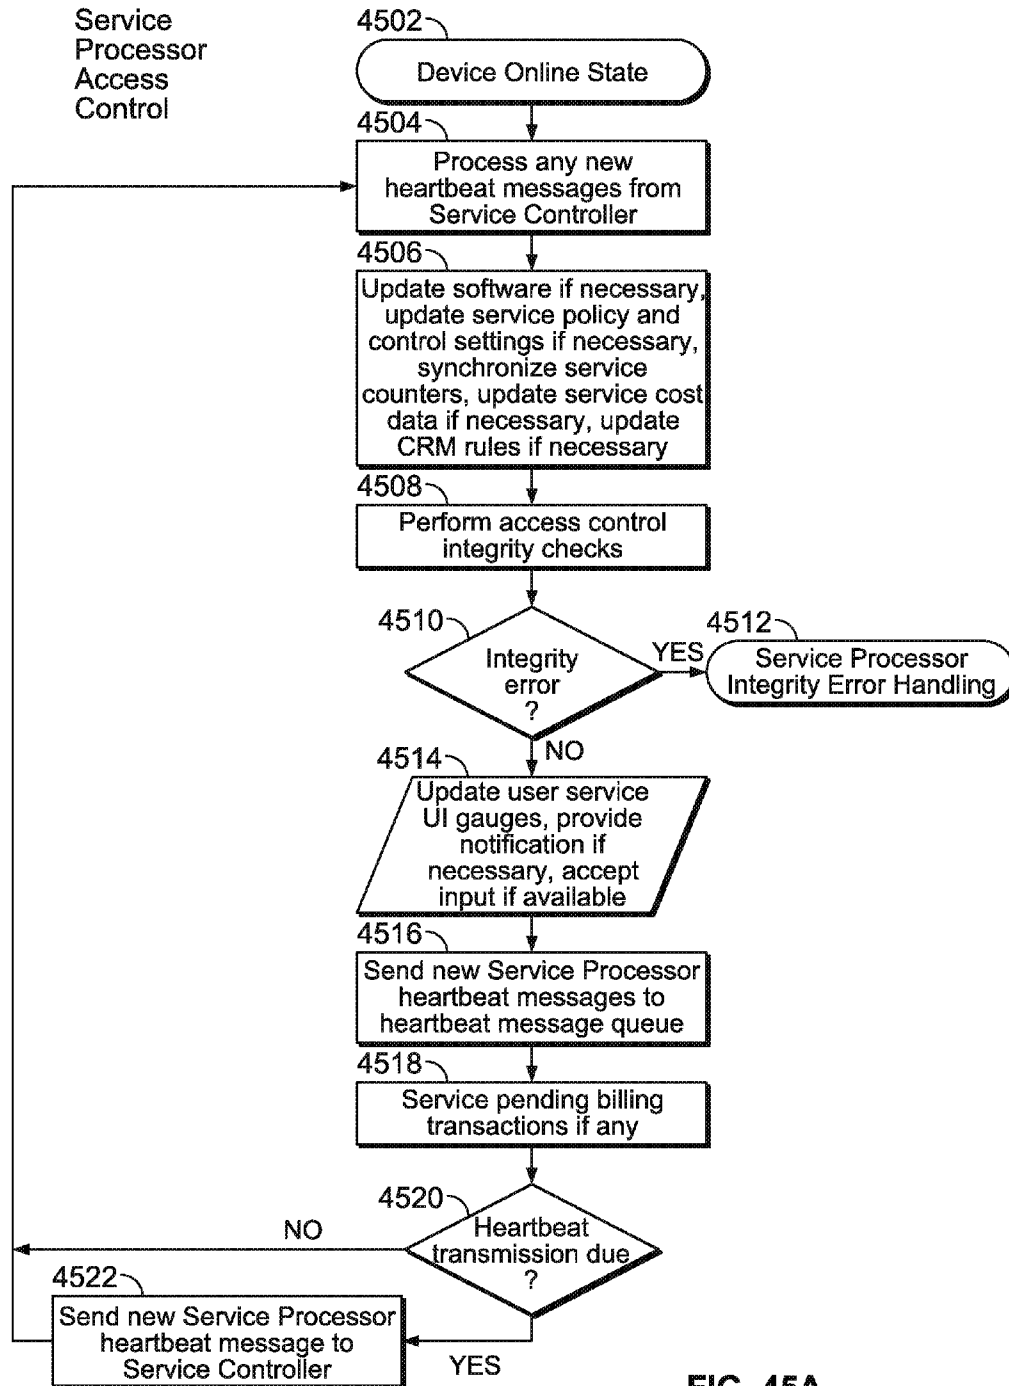 Service
Processor
Access
Control
4502
Device Online State
4504
Process any new
heartbeat messages from
Service Controller
4506
Update software if necessary,
update service policy and
control settings if necessary,
synchronize service
counters, update service cost
data if necessary, update
CRM rules if necessary
4508
Perform access control
integrity checks
4510
Integrity
error
?
YES
4512
Service Processor
Integrity Error Handling
NO
4514
Update user service
UI gauges, provide
notification if
necessary, accept
input if available
4516
Send new Service Processor
heartbeat messages to
heartbeat message queue
4518
Service pending billing
transactions if any
4520
Heartbeat
transmission due
?
NO
4522
Send new Service Processor
heartbeat message to
Service Controller
YES
FIG. 45A